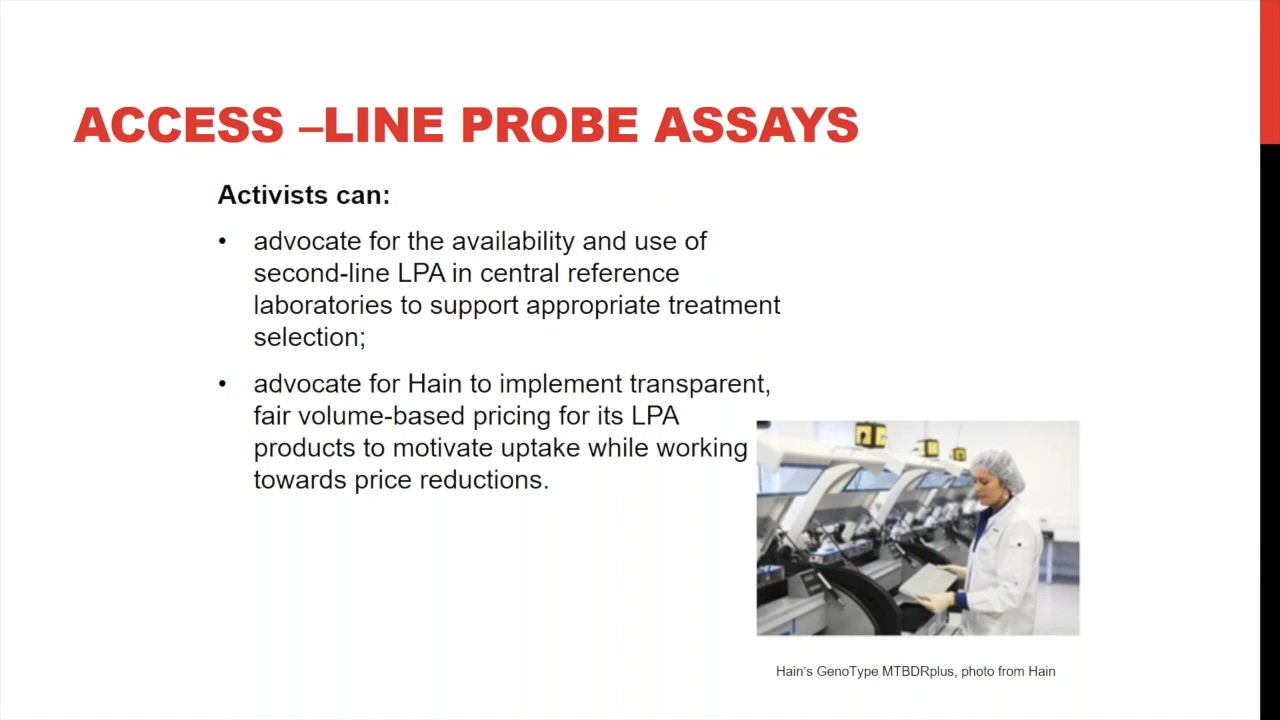 ACCESS –LINE PROBE ASSAYS
Activists can:
• advocate for the availability and use of
second-line LPA in central reference
laboratories to support appropriate treatment
selection;
• advocate for Hain to implement transparent,
fair volume-based pricing for its LPA
products to motivate uptake while working
towards price reductions.
Hain's GenoType MTBDRplus, photo from Hain